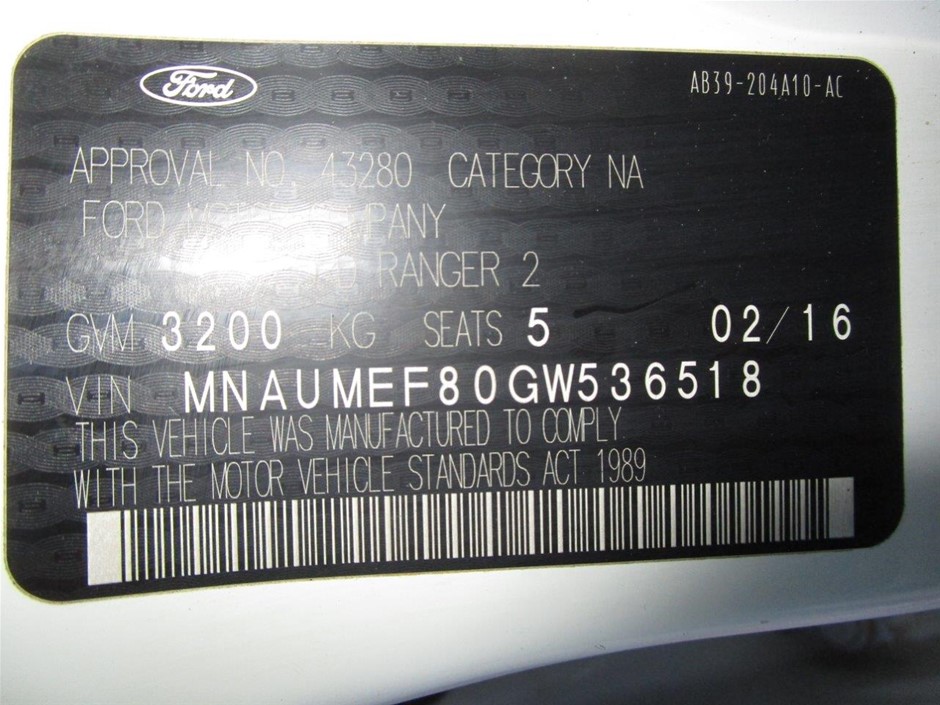 Ford
AB39-204A10-AC
APPROVAL NO. 43280 CATEGORY NA
FORD COMPANY
RANGER 2
GVM 3200 KG SEATS 5 02/16
VIN MNAUMEF80GW536518
THIS VEHICLE WAS MANUFACTURED TO COMPLY
WITH THE MOTOR VEHICLE STANDARDS ACT 1989